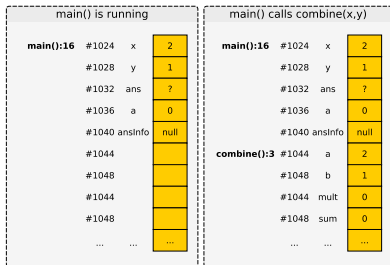 main() is running
main():16 #1024 x 2
#1028 y 1
#1032 ans ?
#1036 a 0
#1040 ansInfo null
#1044
#1048
#1044
#1048
... ... ...
main() calls combine(x,y)
main():16 #1024 x 2
#1028 y 1
#1032 ans ?
#1036 a 0
#1040 ansInfo null
combine():3 #1044 a 2
#1048 b 1
#1044 mult 0
#1048 sum 0
... ... ...